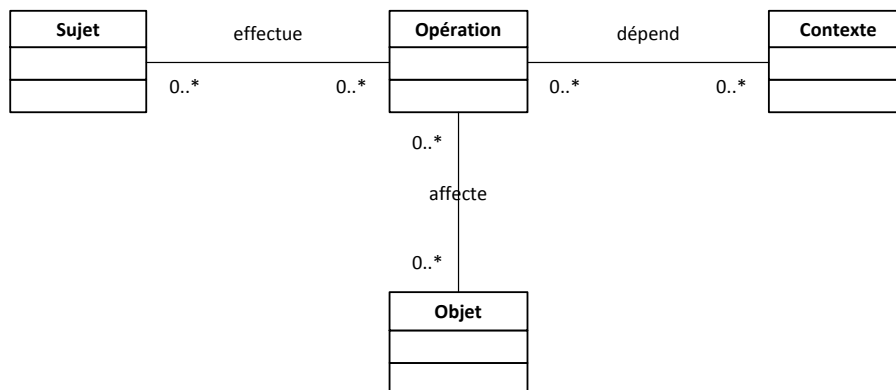 Sujet
effectue
Opération
dépend
Contexte
0..*
0..*
0..*
0..*
0..*
affecte
0..*
Objet